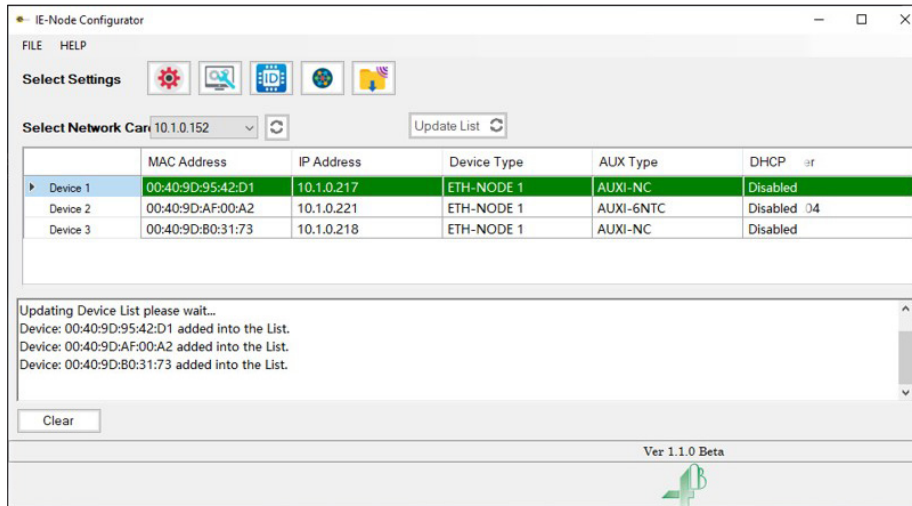 IE-Node Configurator
FILE HELP
Select Settings
ID
Select Network Car 10.1.0.152 Update List
MAC Address IP Address Device Type AUX Type DHCP er
Device 1 00:40:9D:95:42:D1 10.1.0.217 ETH-NODE 1 AUXI-NC Disabled
Device 2 00:40:9D:AF:00:A2 10.1.0.221 ETH-NODE 1 AUXI-6NTC Disabled 04
Device 3 00:40:9D:B0:31:73 10.1.0.218 ETH-NODE 1 AUXI-NC Disabled
Updating Device List please wait...
Device: 00:40:9D:95:42:D1 added into the List.
Device: 00:40:9D:AF:00:A2 added into the List.
Device: 00:40:9D:B0:31:73 added into the List.
Clear
Ver 1.1.0 Beta
4B